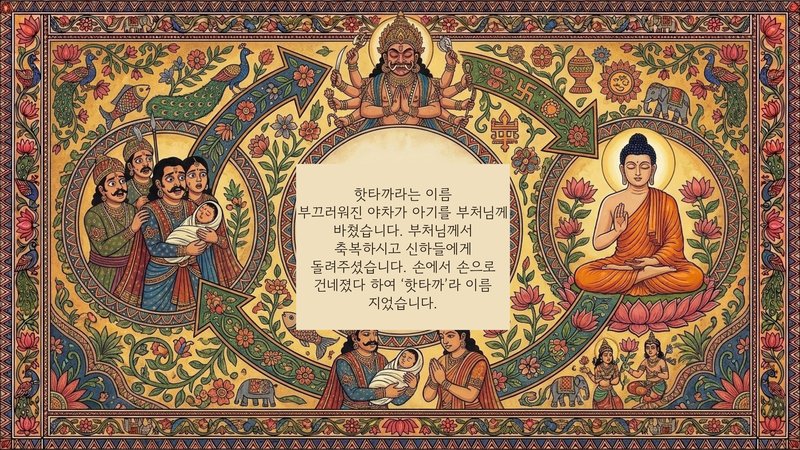 핫타까라는 이름
부끄러워진 야차가 아기를 부처님께
바쳤습니다. 부처님께서
축복하시고 신하들에게
돌려주셨습니다. 손에서 손으로
건네졌다 하여 ‘핫타까’라 이름
지었습니다.